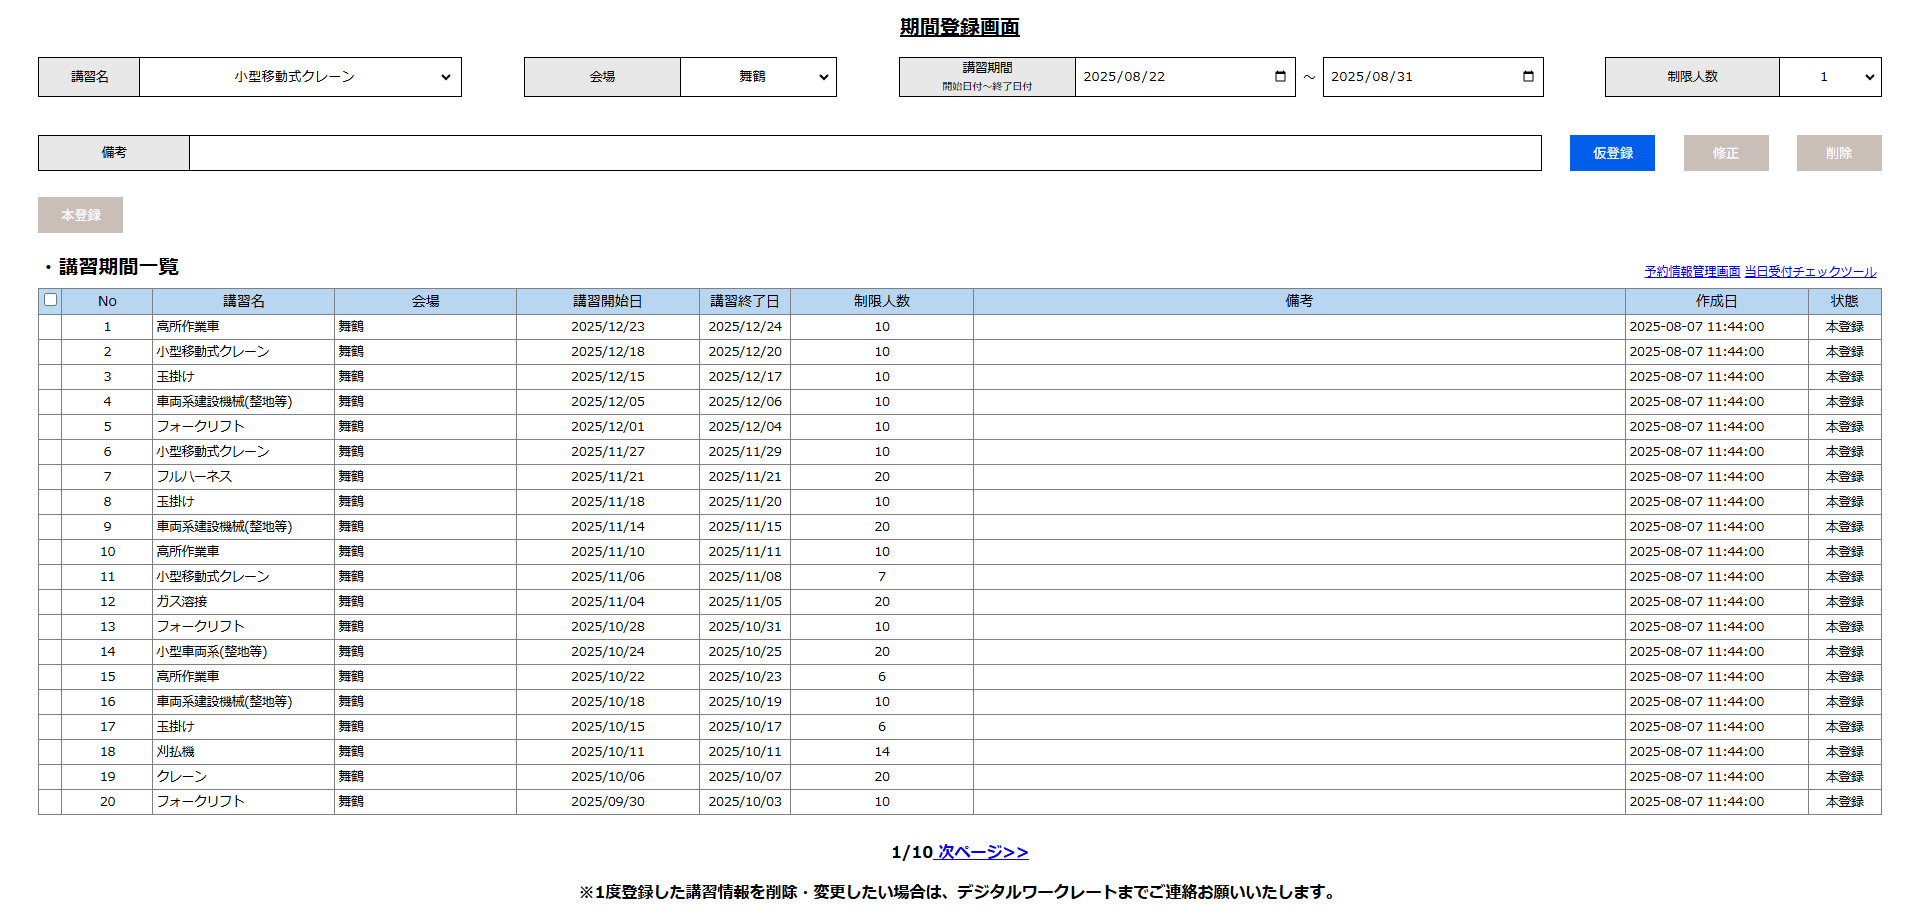 期間登録画面
講習名 小型移動式クレーン 会場 舞鶴 講習期間 開始日付～終了日付 2025/08/22 ～ 2025/08/31 制限人数 1
備考 仮登録 修正 削除
本登録
・講習期間一覧
予約情報管理画面 当日受付チェックツール
No 講習名 会場 講習開始日 講習終了日 制限人数 備考 作成日 状態
1 高所作業車 舞鶴 2025/12/23 2025/12/24 10 2025-08-07 11:44:00 本登録
2 小型移動式クレーン 舞鶴 2025/12/18 2025/12/20 10 2025-08-07 11:44:00 本登録
3 玉掛け 舞鶴 2025/12/15 2025/12/17 10 2025-08-07 11:44:00 本登録
4 車両系建設機械(整地等) 舞鶴 2025/12/05 2025/12/06 10 2025-08-07 11:44:00 本登録
5 フォークリフト 舞鶴 2025/12/01 2025/12/04 10 2025-08-07 11:44:00 本登録
6 小型移動式クレーン 舞鶴 2025/11/27 2025/11/29 10 2025-08-07 11:44:00 本登録
7 フルハーネス 舞鶴 2025/11/21 2025/11/21 20 2025-08-07 11:44:00 本登録
8 玉掛け 舞鶴 2025/11/18 2025/11/20 10 2025-08-07 11:44:00 本登録
9 車両系建設機械(整地等) 舞鶴 2025/11/14 2025/11/15 20 2025-08-07 11:44:00 本登録
10 高所作業車 舞鶴 2025/11/10 2025/11/11 10 2025-08-07 11:44:00 本登録
11 小型移動式クレーン 舞鶴 2025/11/06 2025/11/08 7 2025-08-07 11:44:00 本登録
12 ガス溶接 舞鶴 2025/11/04 2025/11/05 20 2025-08-07 11:44:00 本登録
13 フォークリフト 舞鶴 2025/10/28 2025/10/31 10 2025-08-07 11:44:00 本登録
14 小型車両系(整地等) 舞鶴 2025/10/24 2025/10/25 20 2025-08-07 11:44:00 本登録
15 高所作業車 舞鶴 2025/10/22 2025/10/23 6 2025-08-07 11:44:00 本登録
16 車両系建設機械(整地等) 舞鶴 2025/10/18 2025/10/19 10 2025-08-07 11:44:00 本登録
17 玉掛け 舞鶴 2025/10/15 2025/10/17 6 2025-08-07 11:44:00 本登録
18 刈払機 舞鶴 2025/10/11 2025/10/11 14 2025-08-07 11:44:00 本登録
19 クレーン 舞鶴 2025/10/06 2025/10/07 20 2025-08-07 11:44:00 本登録
20 フォークリフト 舞鶴 2025/09/30 2025/10/03 10 2025-08-07 11:44:00 本登録
1/10 次ページ>>
※1度登録した講習情報を削除・変更したい場合は、デジタルワークレートまでご連絡お願いいたします。